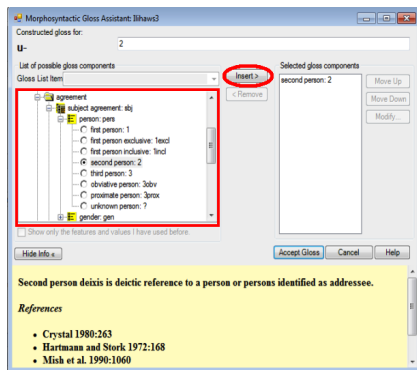 Morphosyntactic Gloss Assistant: Ilihaws3
Constructed gloss for:
u-
2
List of possible gloss components
Gloss List Item
Insert >
< Remove
Selected gloss components
second person: 2
Move Up
Move Down
Modify...
agreement
subject agreement: sbj
person: pers
first person: 1
first person exclusive: 1excl
first person inclusive: 1incl
second person: 2
third person: 3
obviative person: 3obv
proximate person: 3prox
unknown person: ?
gender: gen
Show only the features and values I have used before.
Hide Info «
Accept Gloss
Cancel
Help
Second person deixis is deictic reference to a person or persons identified as addressee.
References
• Crystal 1980:263
• Hartmann and Stork 1972:168
• Mish et al. 1990:1060